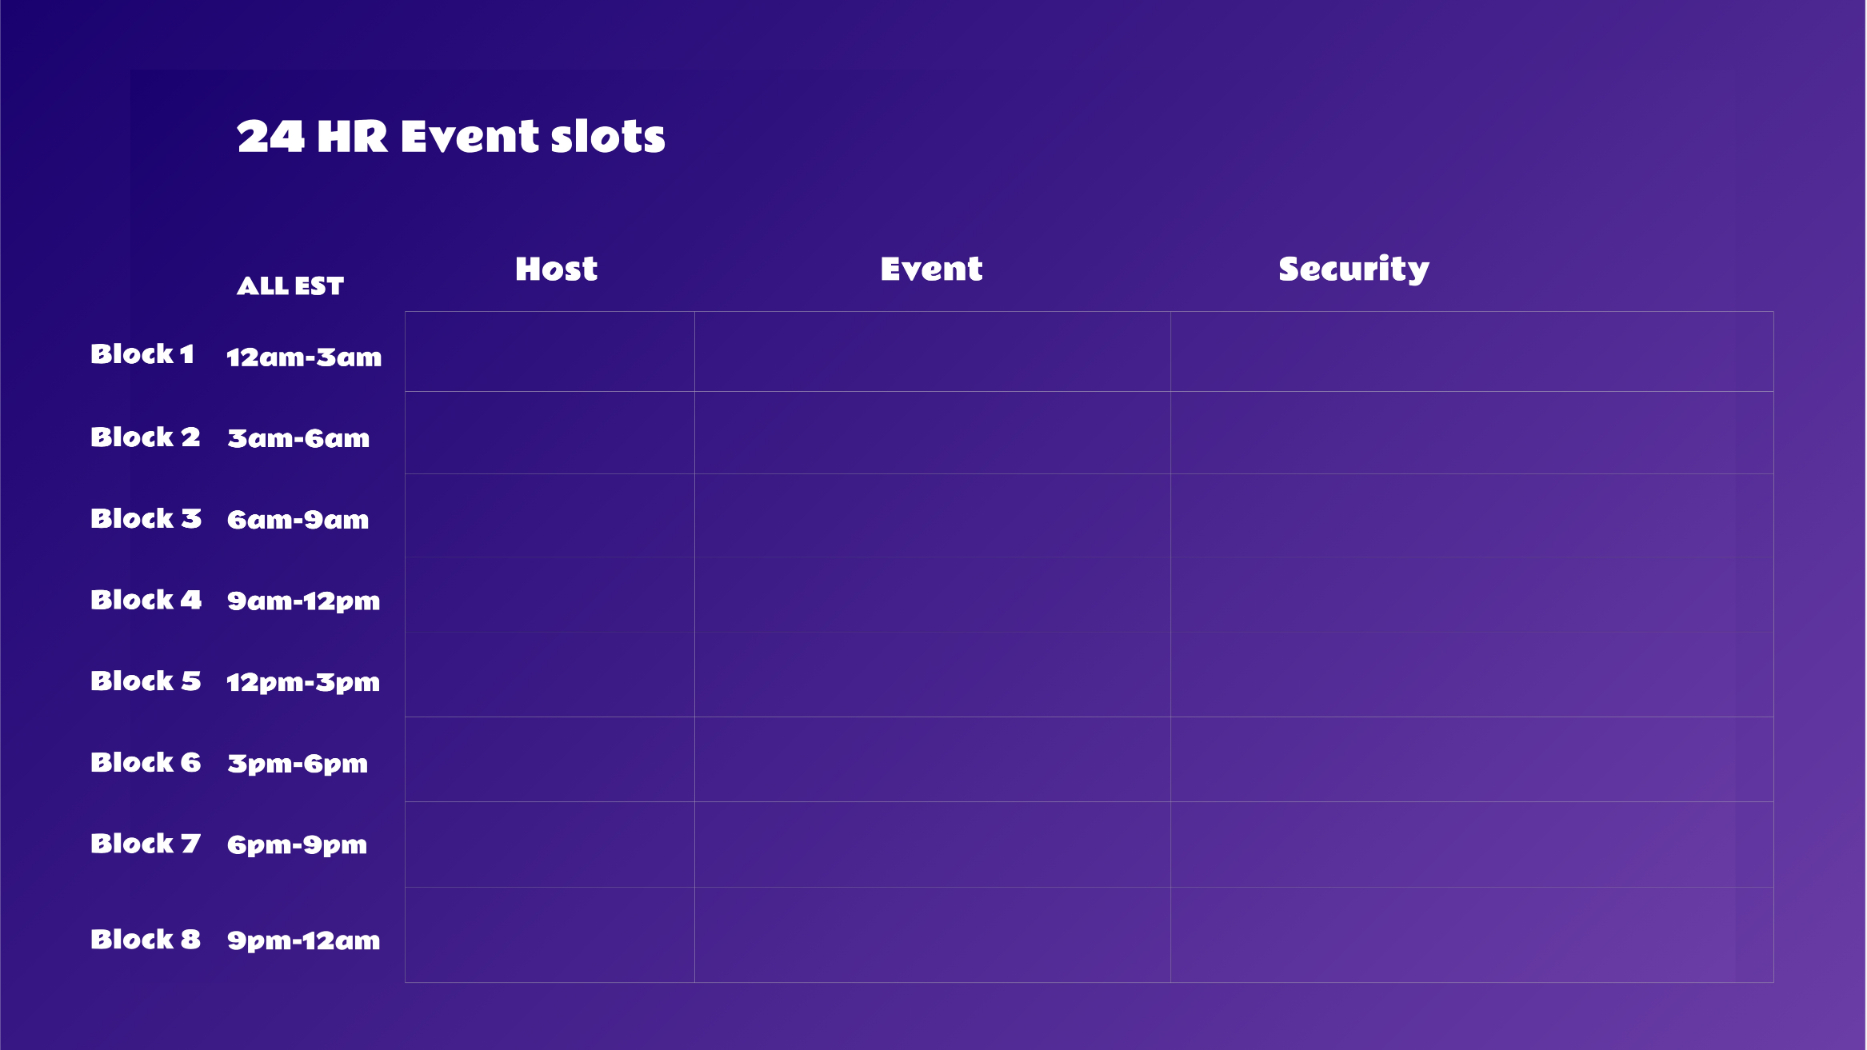 24 HR Event slots
ALL EST Host Event Security
Block 1 12am-3am
Block 2 3am-6am
Block 3 6am-9am
Block 4 9am-12pm
Block 5 12pm-3pm
Block 6 3pm-6pm
Block 7 6pm-9pm
Block 8 9pm-12am